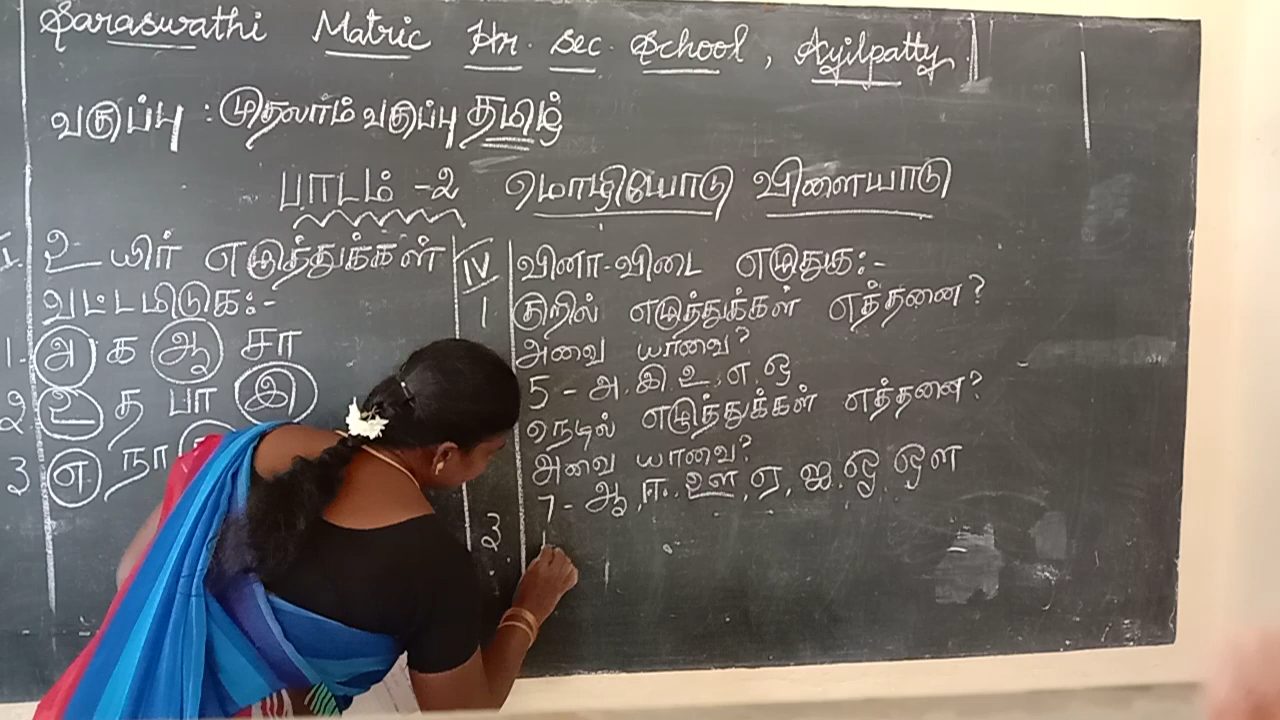 Saraswathi Matric Hr. Sec. School, Ayilpatty.
வகுப்பு : முதலாம் வகுப்பு தமிழ்
பாடம் -2 மொழியோடு விளையாடு
I. உயிர் எழுத்துக்கள்
வட்டமிடுக:-
1. அ க ஆ சா
2. உ த பா இ
3 எ நா
IV வினா-விடை எழுதுக:-
1 குறில் எழுத்துக்கள் எத்தனை?
அவை யாவை?
5 - அ. இ. உ. எ. ஒ
நெடில் எழுத்துக்கள் எத்தனை?
அவை யாவை?
7 - ஆ, ஈ. ஊ, ஏ, ஐ, ஓ, ஔ
3.